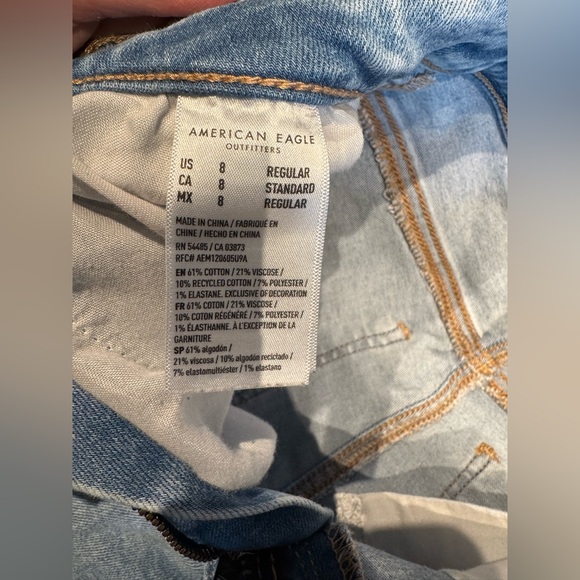 AMERICAN EAGLE
OUTFITTERS
US 8 REGULAR
CA 8 STANDARD
MX 8 REGULAR
MADE IN CHINA / FABRIQUÉ EN
CHINE / HECHO EN CHINA
RN 54485 / CA 03873
RFC# AEM120605U9A
EN 61% COTTON / 21% VISCOSE /
10% RECYCLED COTTON / 7% POLYESTER /
1% ELASTANE. EXCLUSIVE OF DECORATION
FR 61% COTON / 21% VISCOSE /
10% COTON RÉGÉNÉRÉ / 7% POLYESTER /
1% ÉLASTHANNE. À L'EXCEPTION DE LA
GARNITURE
SP 61% algodón /
21% viscosa / 10% algodón reciclado /
7% elastomultiéster / 1% elastano